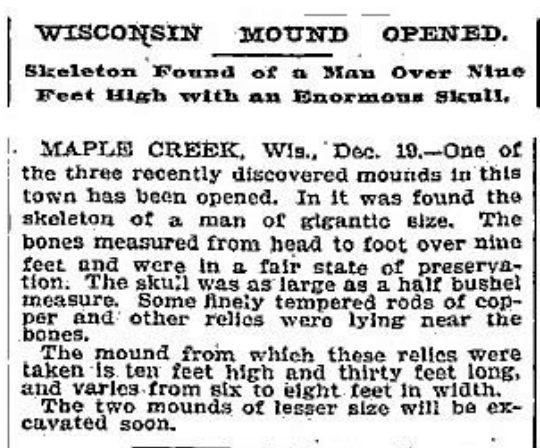 WISCONSIN MOUND OPENED.
Skeleton Found of a Man Over Nine
Feet High with an Enormous Skull.
MAPLE CREEK, Wis., Dec. 19.—One of
the three recently discovered mounds in this
town has been opened. In it was found the
skeleton of a man of gigantic size. The
bones measured from head to foot over nine
feet and were in a fair state of preserva-
tion. The skull was as large as a half bushel
measure. Some finely tempered rods of cop-
per and other relics were lying near the
bones.
The mound from which these relics were
taken is ten feet high and thirty feet long,
and varies from six to eight feet in width.
The two mounds of lesser size will be ex-
cavated soon.